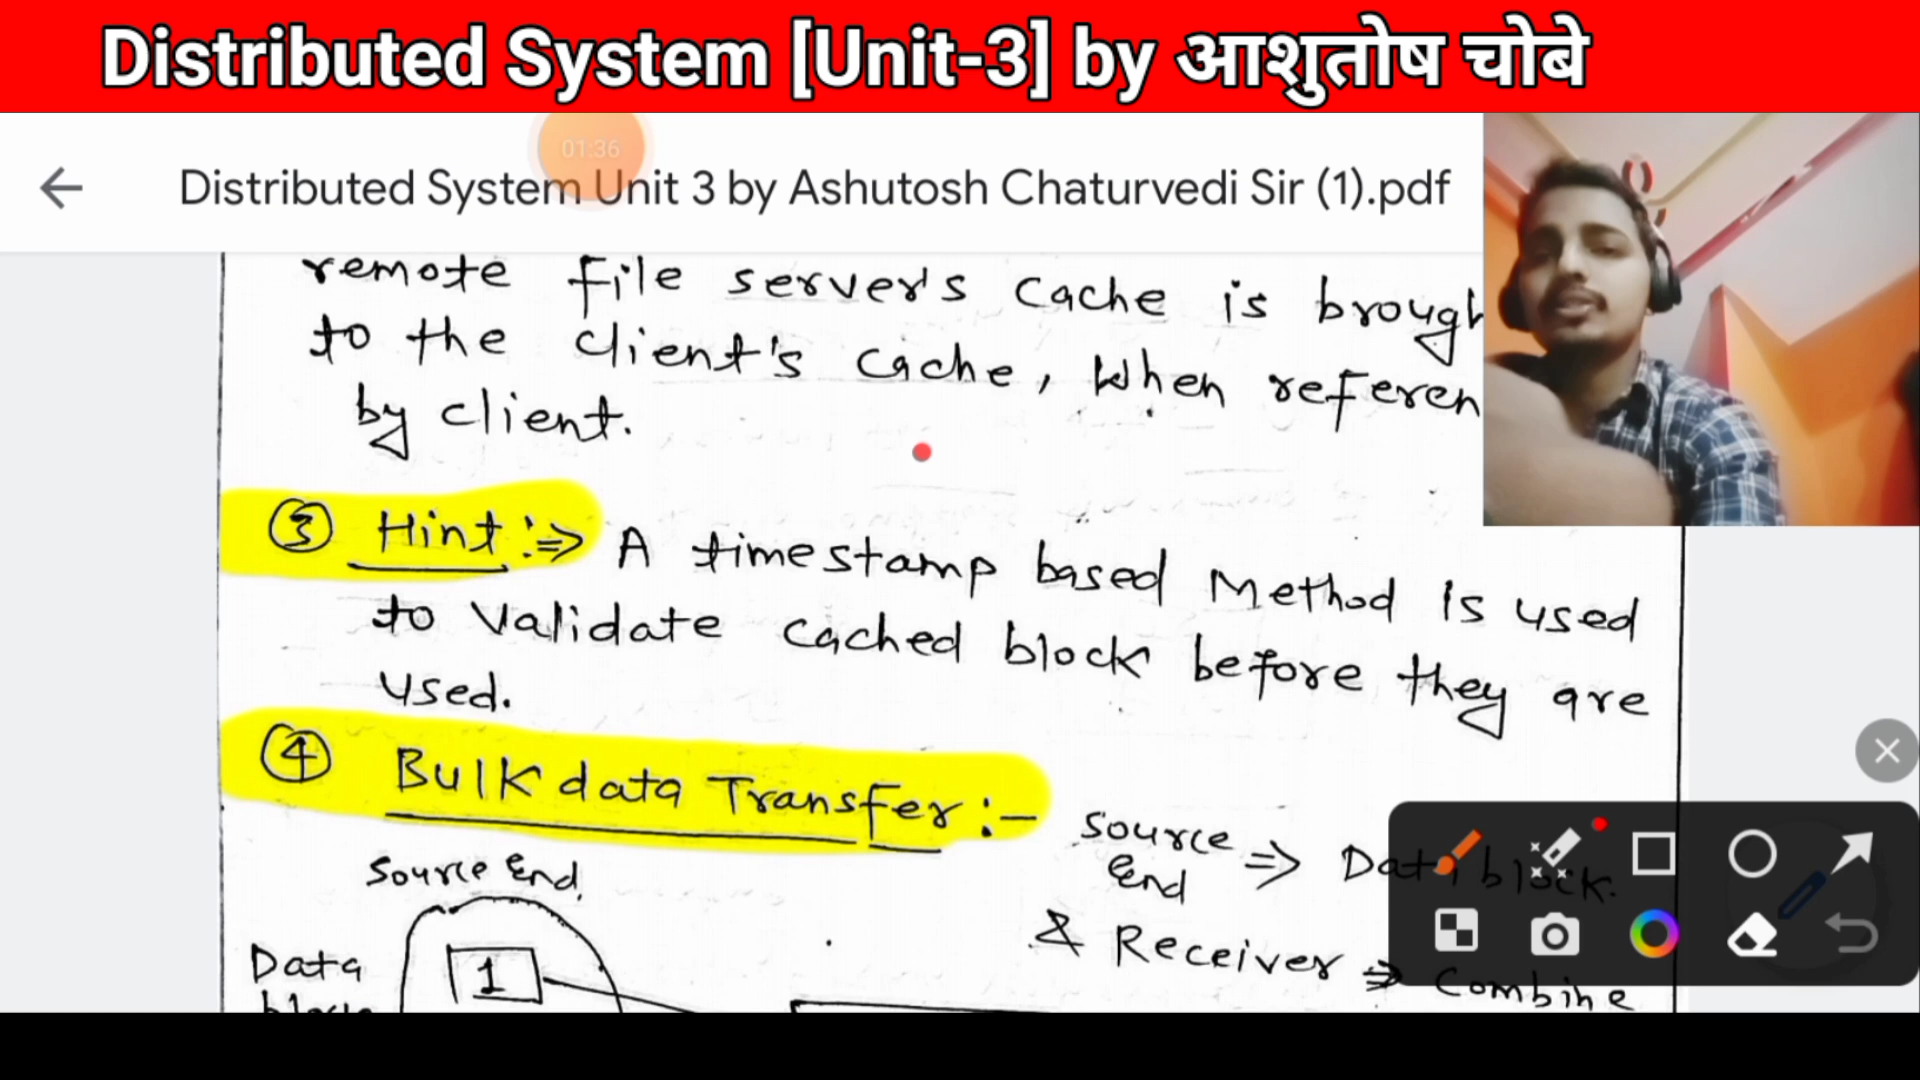 Distributed System [Unit-3] by आशुतोष चोबे
01:36
Distributed System Unit 3 by Ashutosh Chaturvedi Sir (1).pdf
remote file server's cache is brough
to the client's cache, when referen
by client.
③ Hint :⇒ A timestamp based Method is used
to validate cached block before they are
used.
④ Bulk data Transfer :-
source end ⇒ Data block.
& Receiver ⇒ Combine
Source End
Data
block
1